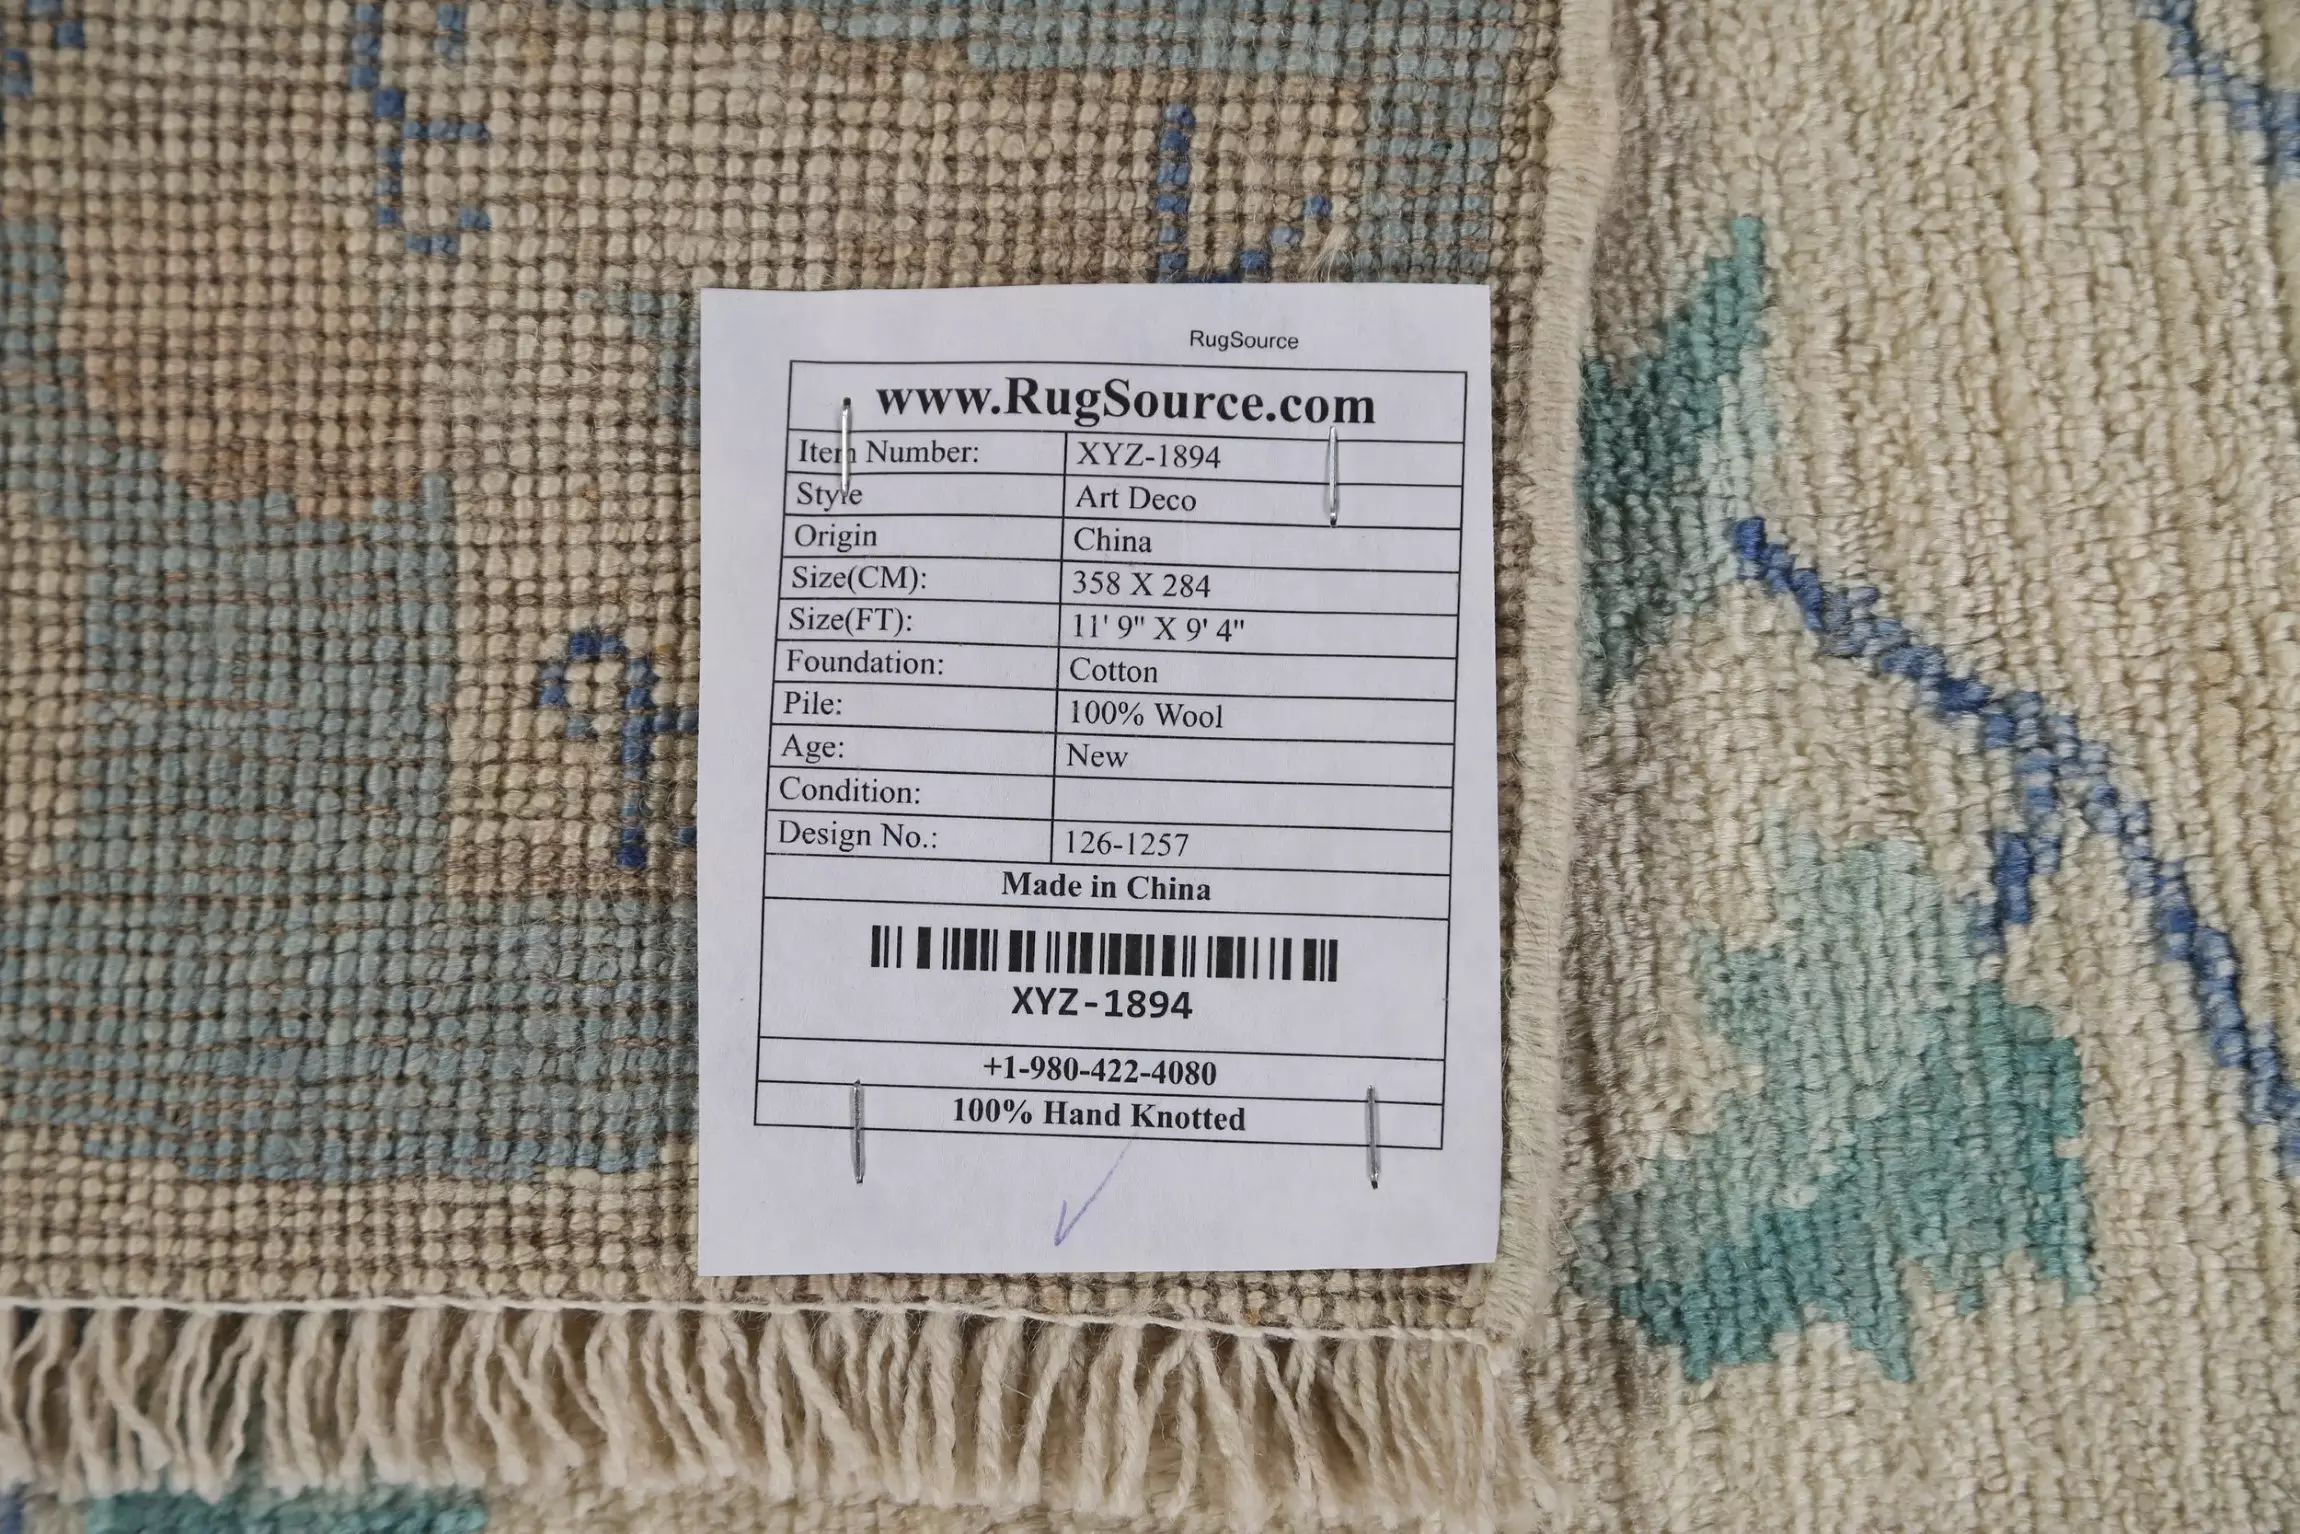 RugSource
www.RugSource.com
Item Number: XYZ-1894
Style Art Deco
Origin China
Size(CM): 358 X 284
Size(FT): 11' 9" X 9' 4"
Foundation: Cotton
Pile: 100% Wool
Age: New
Condition:
Design No.: 126-1257
Made in China
XYZ-1894
+1-980-422-4080
100% Hand Knotted